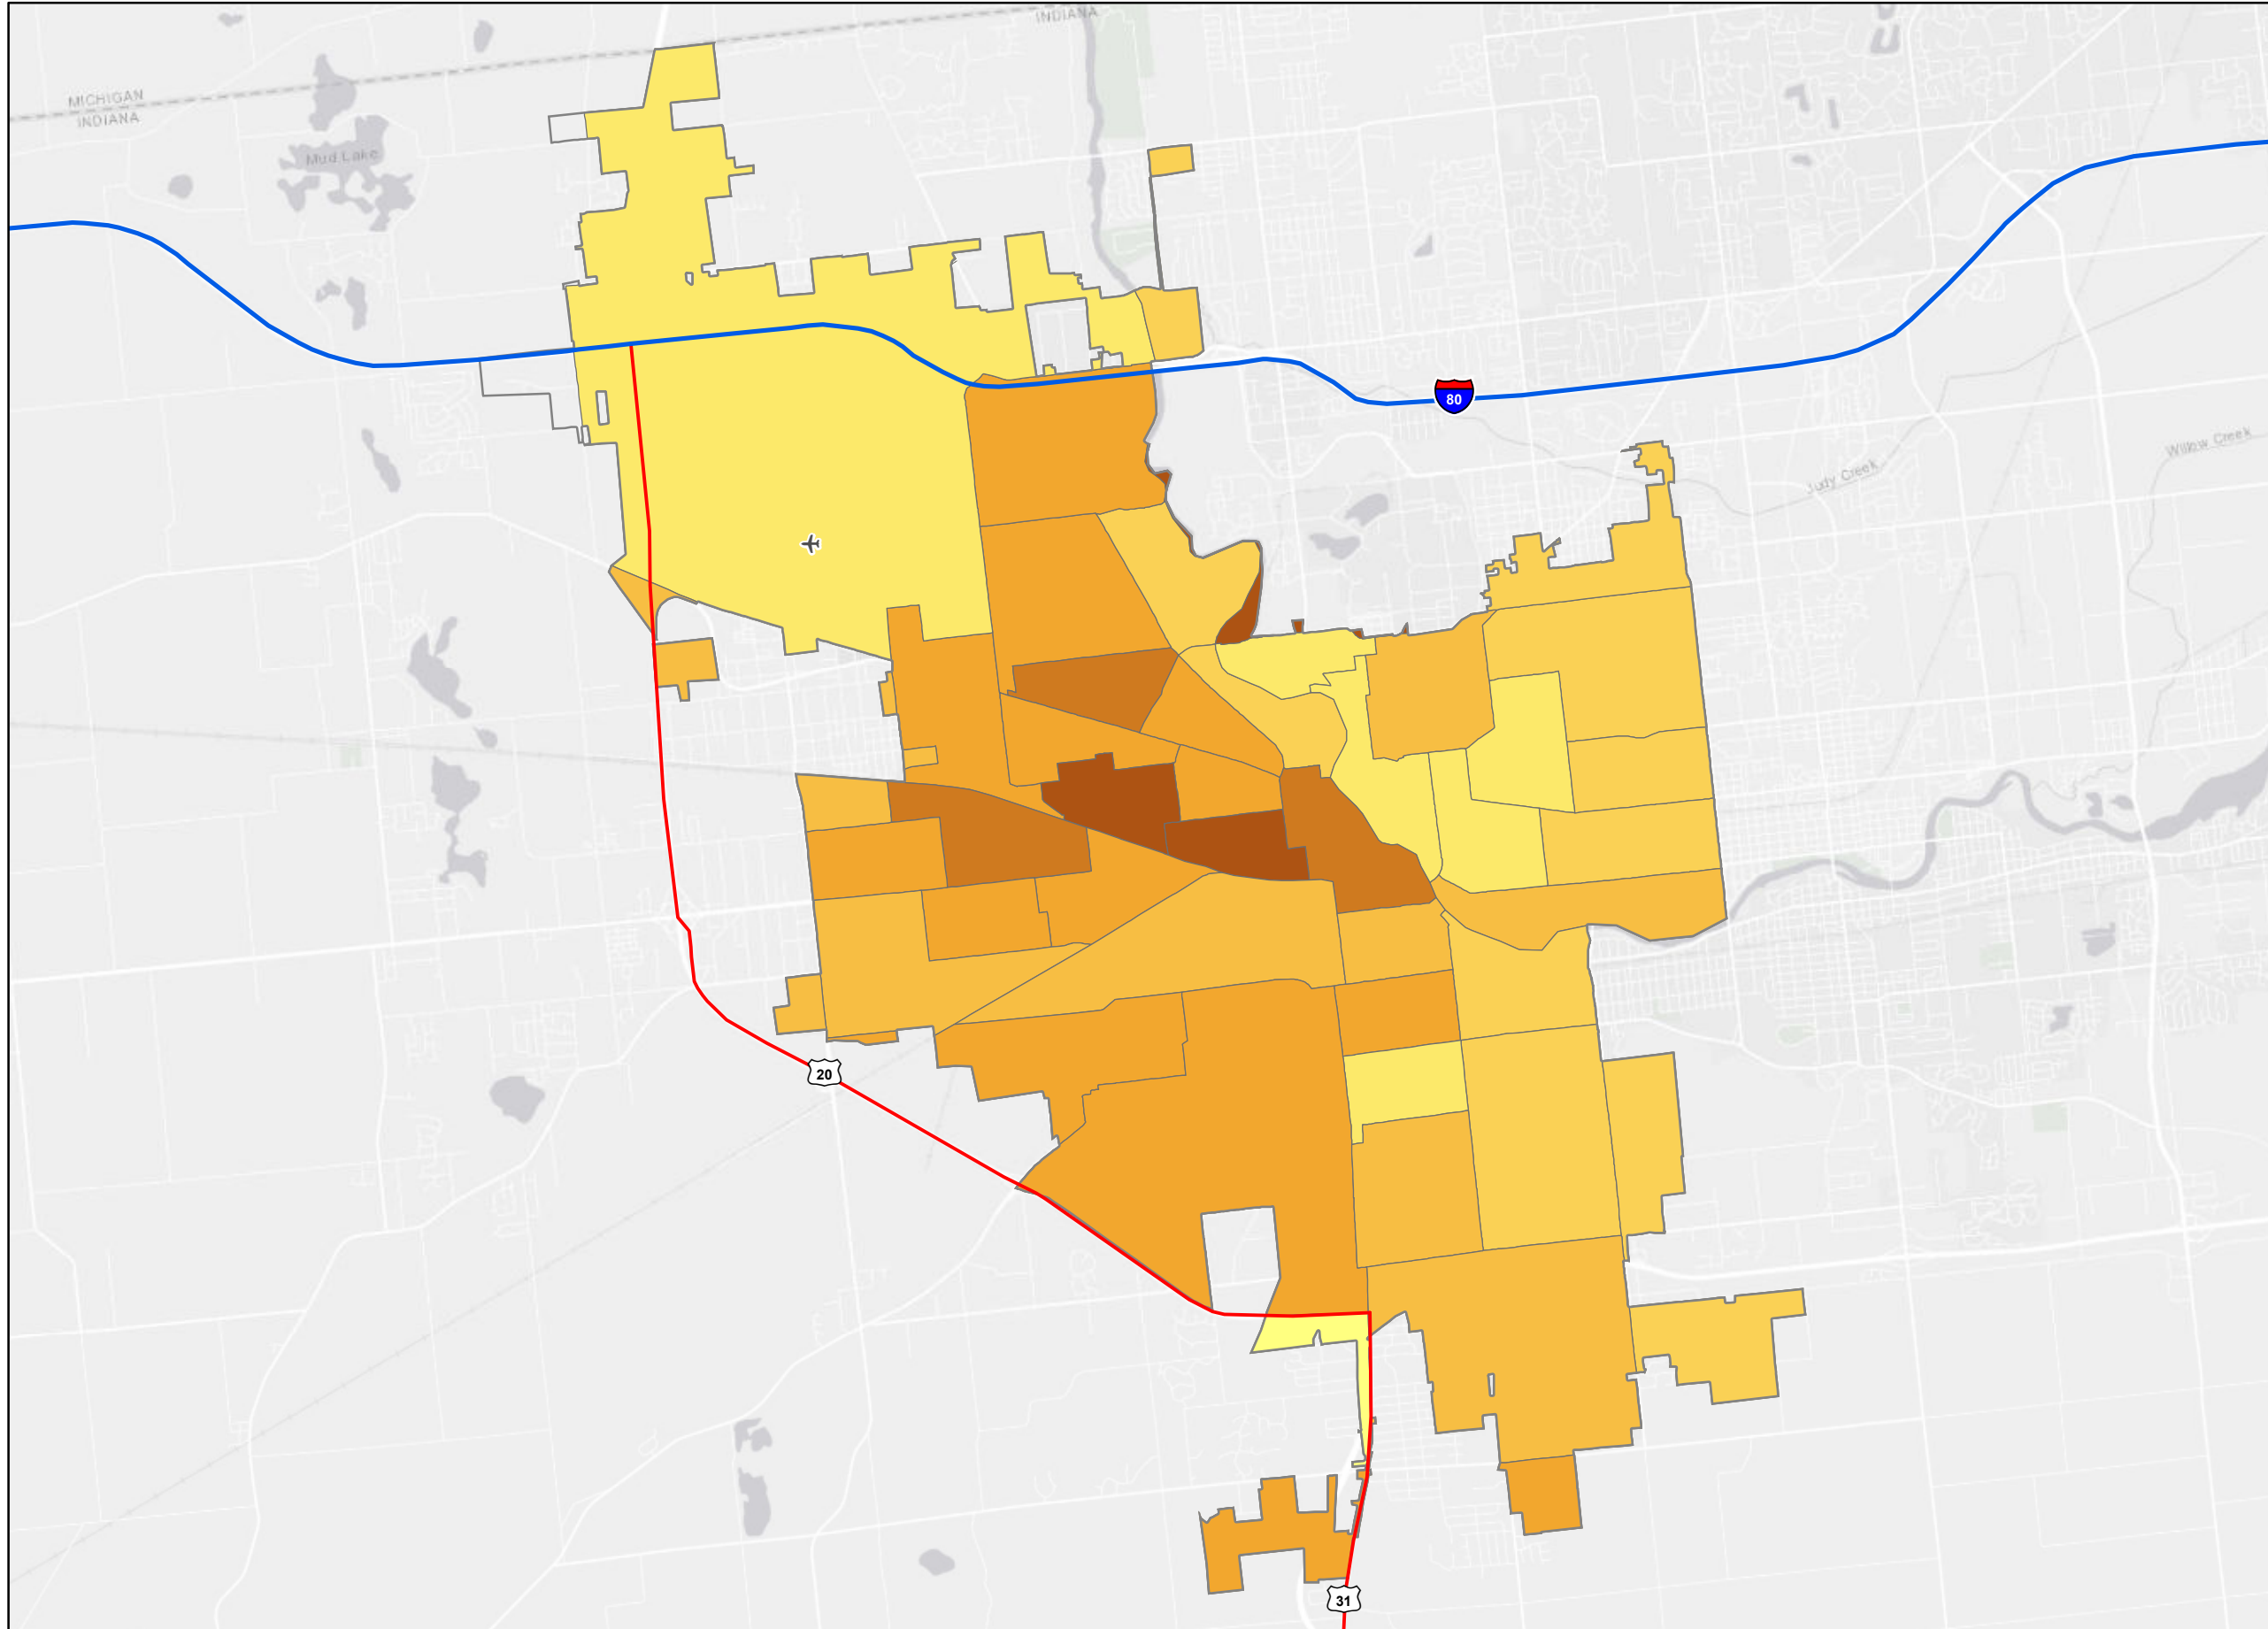 INDIANA
MICHIGAN
INDIANA
Mud Lake
80
Willow Creek
Judy Creek
20
31